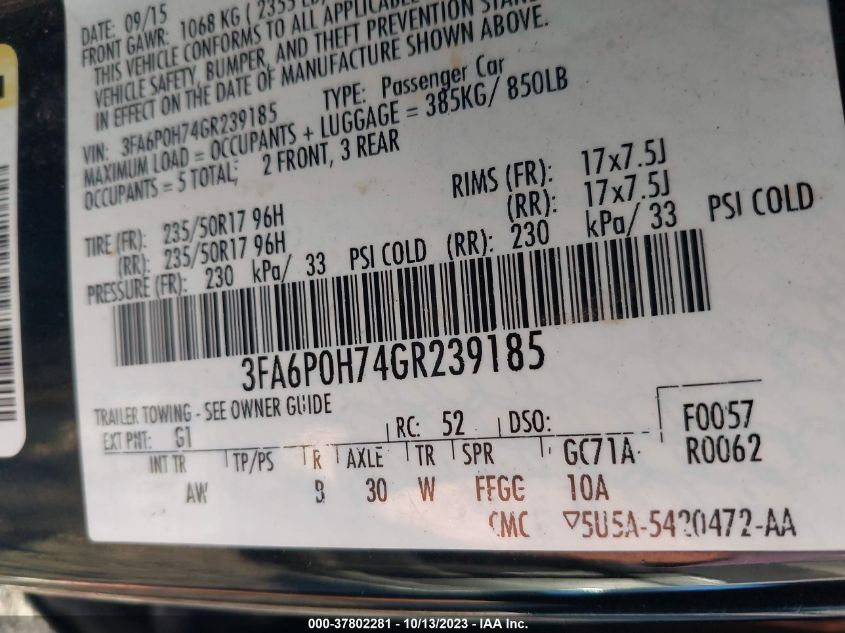 DATE: 09/15
FRONT GAWR: 1068 KG (2355 LB)
THIS VEHICLE CONFORMS TO ALL APPLICABLE
VEHICLE SAFETY, BUMPER, AND THEFT PREVENTION
IN EFFECT ON THE DATE OF MANUFACTURE SHOWN ABOVE.
VIN: 3FA6P0H74GR239185 TYPE: Passenger Car
MAXIMUM LOAD = OCCUPANTS + LUGGAGE = 385KG/ 850LB
OCCUPANTS = 5 TOTAL; 2 FRONT, 3 REAR
RIMS (FR): 17x7.5J
TIRE (FR): 235/50R17 96H (RR): 17x7.5J
(RR): 235/50R17 96H
PRESSURE (FR): 230 kPa/ 33 PSI COLD (RR): 230 kPa/ 33 PSI COLD
3FA6P0H74GR239185
TRAILER TOWING - SEE OWNER GUIDE
EXT PNT: G1 RC: 52 DSO: F0057
INT TR TP/PS R AXLE TR SPR GC71A R0062
AW B 30 W FFGG 10A
CMC ▽5U5A-5420472-AA
000-37802281 - 10/13/2023 - IAA Inc.